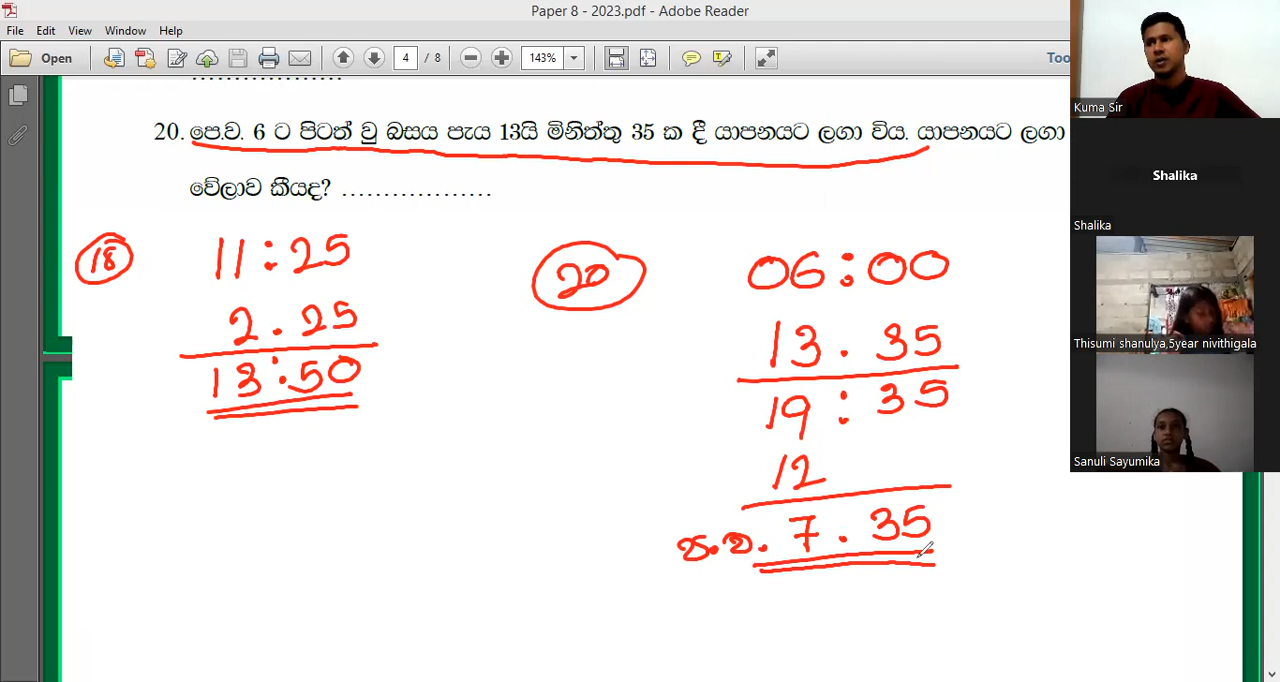 Paper 8 - 2023.pdf - Adobe Reader
File Edit View Window Help
Open 4 / 8 143% Too
20. පෙ.ව. 6 ට පිටත් වු බසය පැය 13යි මිනිත්තු 35 ක දී යාපනයට ලගා විය. යාපනයට ලගා
වේලාව කීයද? ..................
18
11:25
2.25
13:50
20
06:00
13.35
19:35
12
ප.ව. 7.35
Kuma Sir
Shalika
Shalika
Thisumi shanulya,5year nivithigala
Sanuli Sayumika